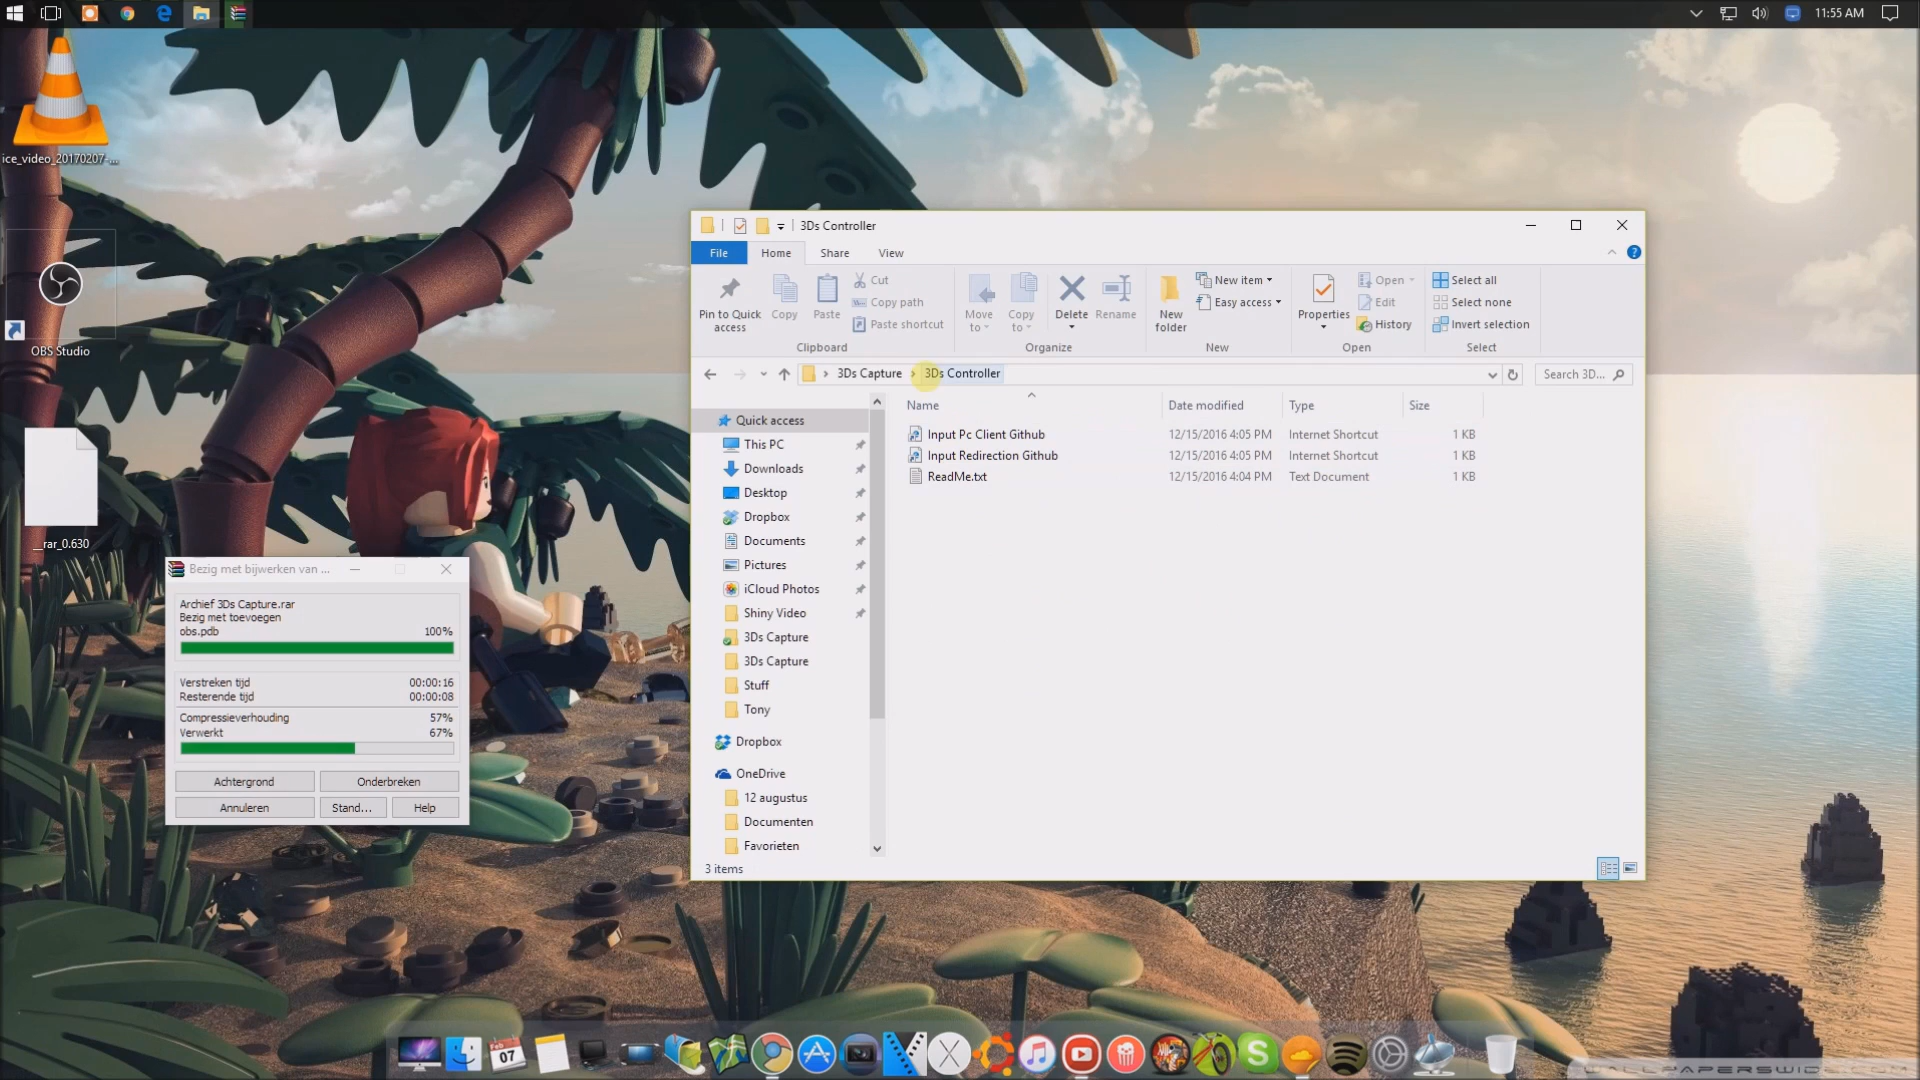 11:55 AM
ice_video_20170207-...
OBS Studio
__rar_0.630
Bezig met bijwerken van ...
Archief 3Ds Capture.rar
Bezig met toevoegen
obs.pdb 100%
Verstreken tijd 00:00:16
Resterende tijd 00:00:08
Compressieverhouding 57%
Verwerkt 67%
Achtergrond Onderbreken
Annuleren Stand... Help
3Ds Controller
File Home Share View
Pin to Quick access
Copy
Paste
Cut
Copy path
Paste shortcut
Clipboard
Move to
Copy to
Delete
Rename
Organize
New folder
New item
Easy access
New
Properties
Open
Edit
History
Open
Select all
Select none
Invert selection
Select
3Ds Capture 3Ds Controller
Search 3D...
Quick access
This PC
Downloads
Desktop
Dropbox
Documents
Pictures
iCloud Photos
Shiny Video
3Ds Capture
3Ds Capture
Stuff
Tony
Dropbox
OneDrive
12 augustus
Documenten
Favorieten
Name Date modified Type Size
Input Pc Client Github 12/15/2016 4:05 PM Internet Shortcut 1 KB
Input Redirection Github 12/15/2016 4:05 PM Internet Shortcut 1 KB
ReadMe.txt 12/15/2016 4:04 PM Text Document 1 KB
3 items
Feb
07
WALLPAPERSWIDE.COM